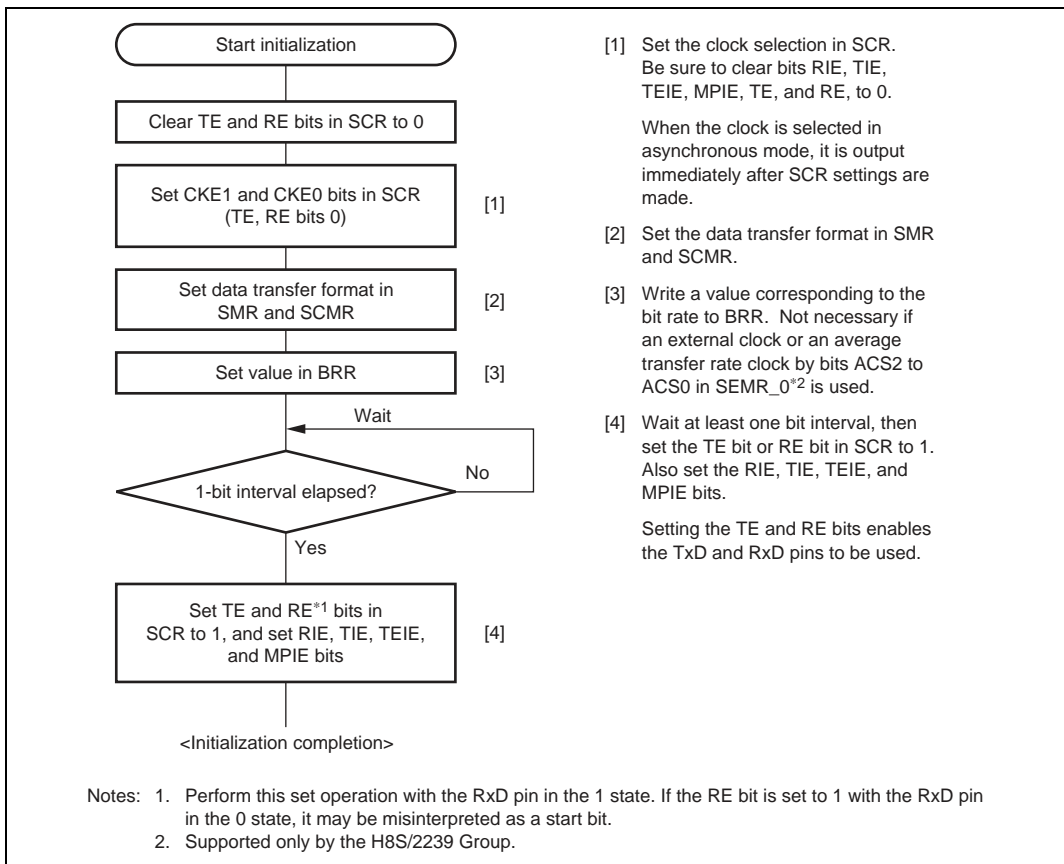 Start initialization
Clear TE and RE bits in SCR to 0
Set CKE1 and CKE0 bits in SCR
(TE, RE bits 0)
[1]
Set data transfer format in
SMR and SCMR
[2]
Set value in BRR
[3]
Wait
No
1-bit interval elapsed?
Yes
Set TE and RE*1 bits in
SCR to 1, and set RIE, TIE, TEIE,
and MPIE bits
[4]
<Initialization completion>
[1] Set the clock selection in SCR.
Be sure to clear bits RIE, TIE,
TEIE, MPIE, TE, and RE, to 0.
When the clock is selected in
asynchronous mode, it is output
immediately after SCR settings are
made.
[2] Set the data transfer format in SMR
and SCMR.
[3] Write a value corresponding to the
bit rate to BRR. Not necessary if
an external clock or an average
transfer rate clock by bits ACS2 to
ACS0 in SEMR_0*2 is used.
[4] Wait at least one bit interval, then
set the TE bit or RE bit in SCR to 1.
Also set the RIE, TIE, TEIE, and
MPIE bits.
Setting the TE and RE bits enables
the TxD and RxD pins to be used.
Notes: 1. Perform this set operation with the RxD pin in the 1 state. If the RE bit is set to 1 with the RxD pin
in the 0 state, it may be misinterpreted as a start bit.
2. Supported only by the H8S/2239 Group.